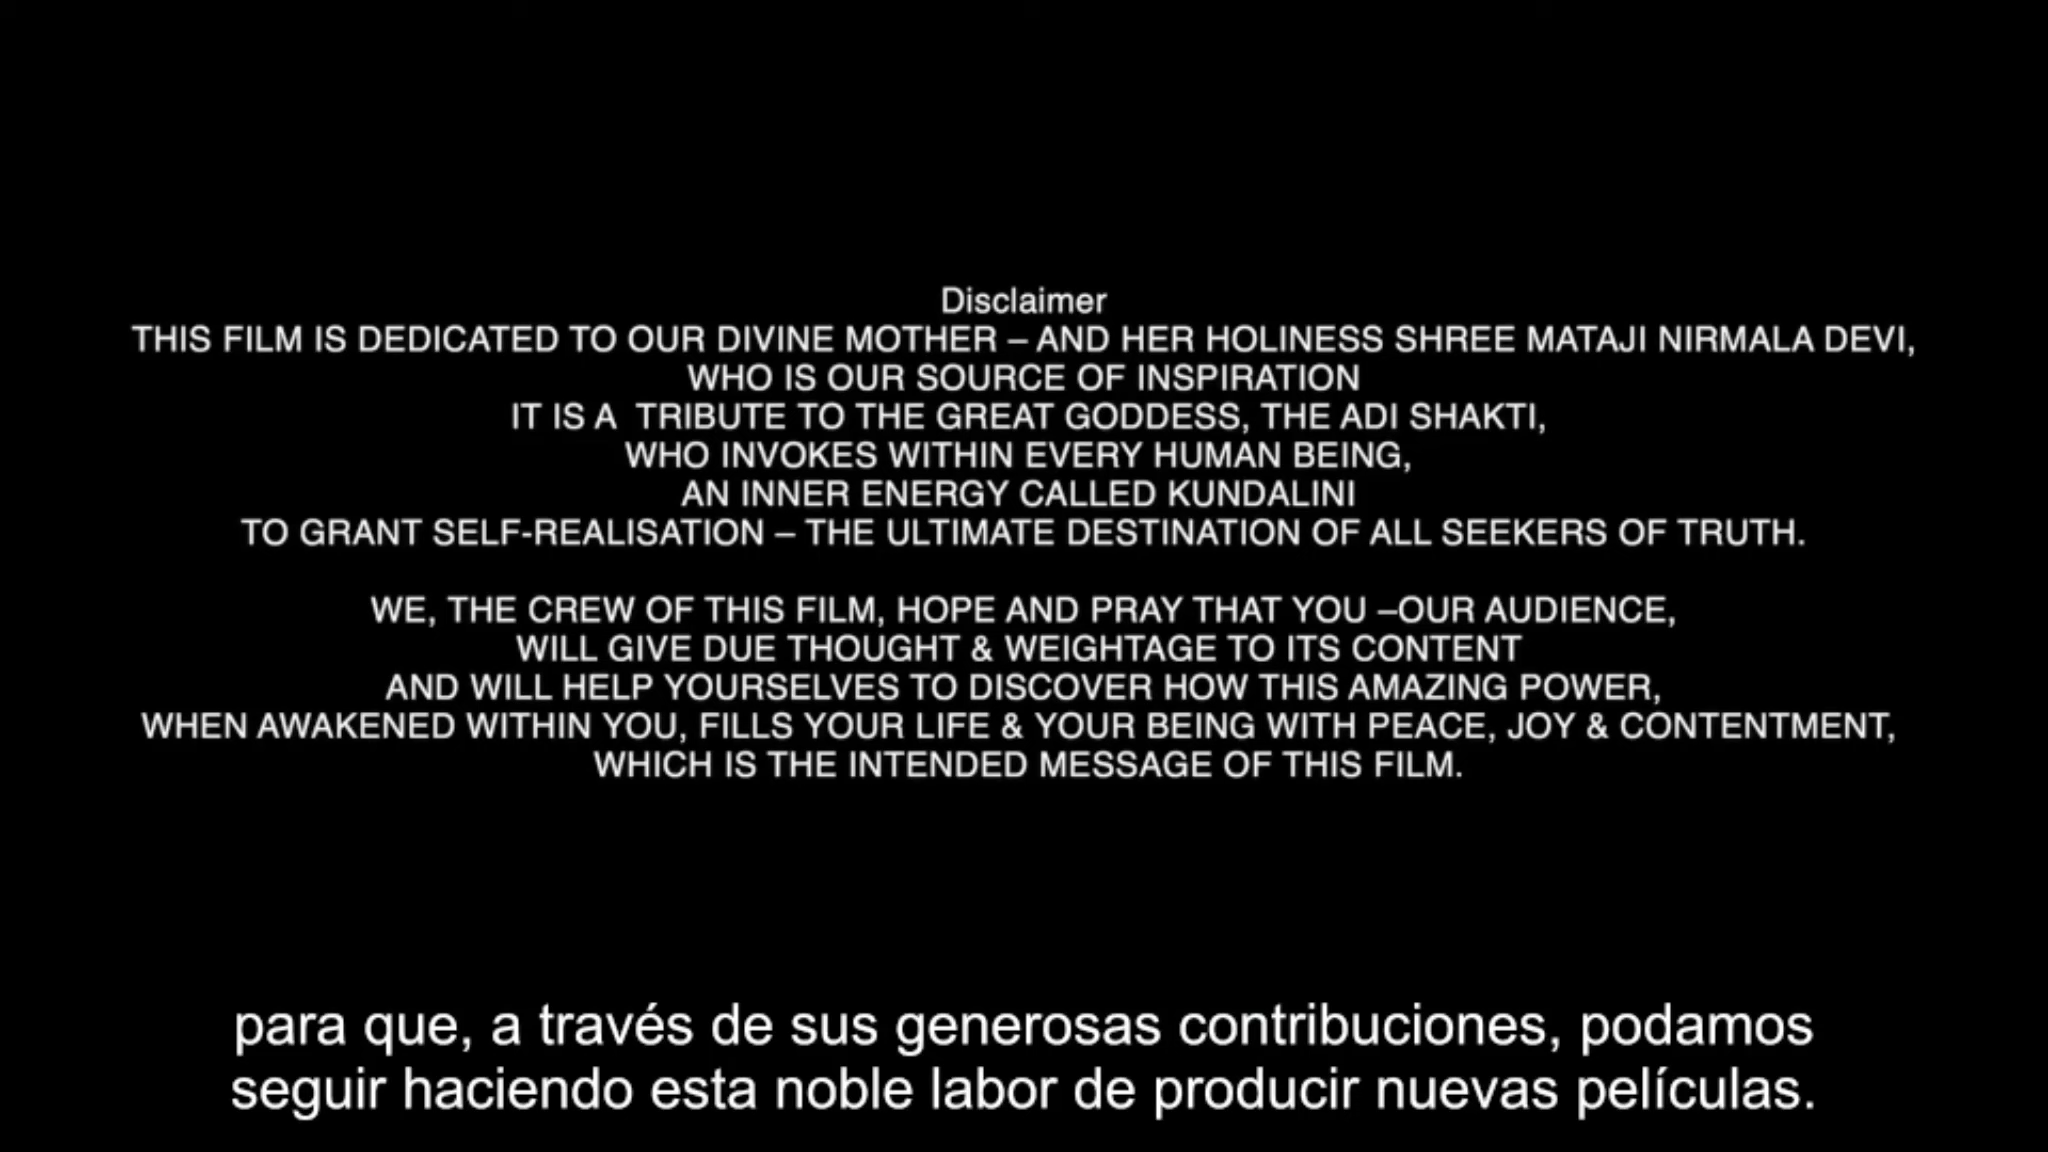 Disclaimer
THIS FILM IS DEDICATED TO OUR DIVINE MOTHER – AND HER HOLINESS SHREE MATAJI NIRMALA DEVI,
WHO IS OUR SOURCE OF INSPIRATION
IT IS A TRIBUTE TO THE GREAT GODDESS, THE ADI SHAKTI,
WHO INVOKES WITHIN EVERY HUMAN BEING,
AN INNER ENERGY CALLED KUNDALINI
TO GRANT SELF-REALISATION – THE ULTIMATE DESTINATION OF ALL SEEKERS OF TRUTH.
WE, THE CREW OF THIS FILM, HOPE AND PRAY THAT YOU –OUR AUDIENCE,
WILL GIVE DUE THOUGHT & WEIGHTAGE TO ITS CONTENT
AND WILL HELP YOURSELVES TO DISCOVER HOW THIS AMAZING POWER,
WHEN AWAKENED WITHIN YOU, FILLS YOUR LIFE & YOUR BEING WITH PEACE, JOY & CONTENTMENT,
WHICH IS THE INTENDED MESSAGE OF THIS FILM.
para que, a través de sus generosas contribuciones, podamos
seguir haciendo esta noble labor de producir nuevas películas.